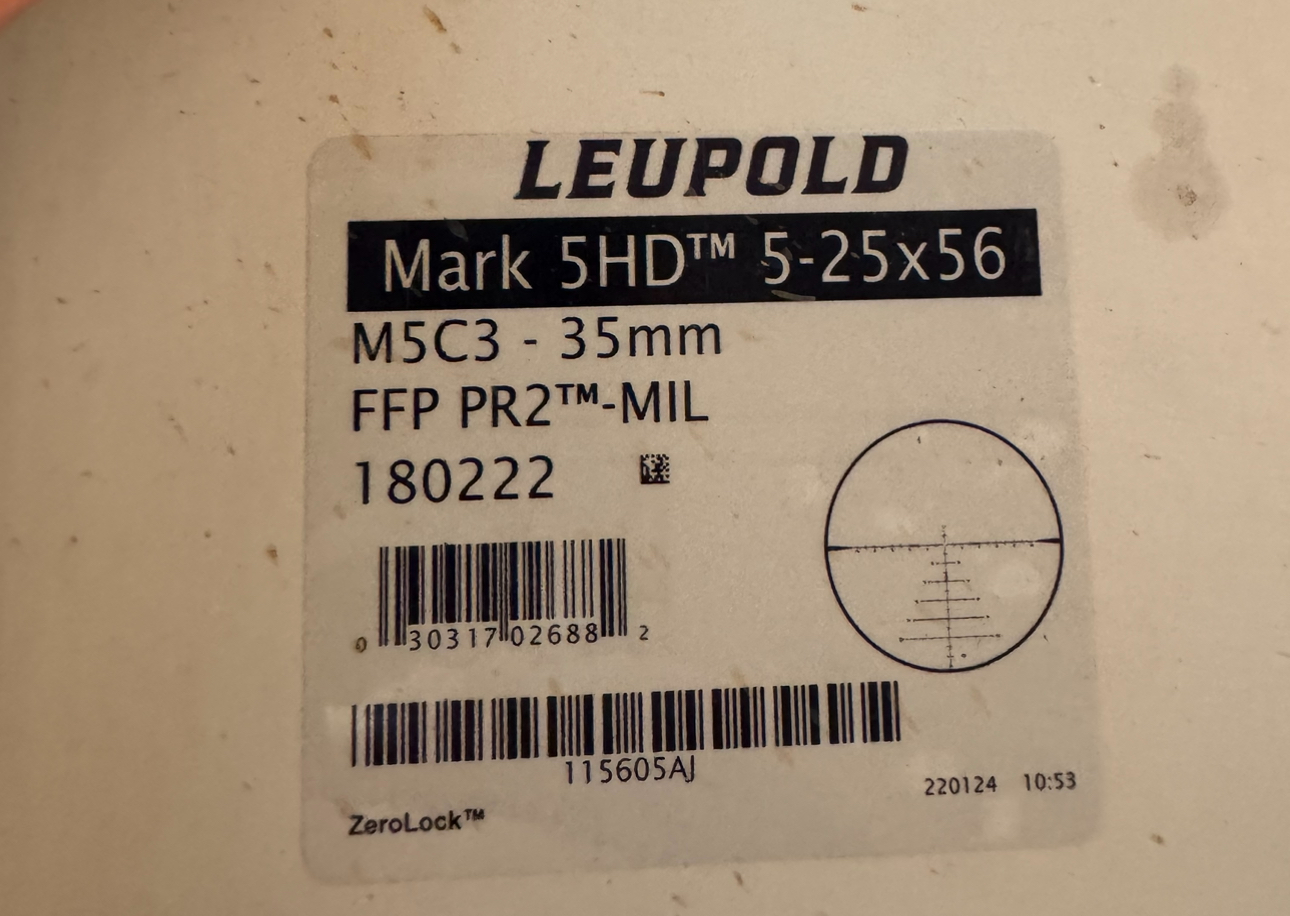 LEUPOLD
Mark 5HD™ 5-25x56
M5C3 - 35mm
FFP PR2™-MIL
180222
0 30317 02688 2
115605AJ
220124 10:53
ZeroLock™